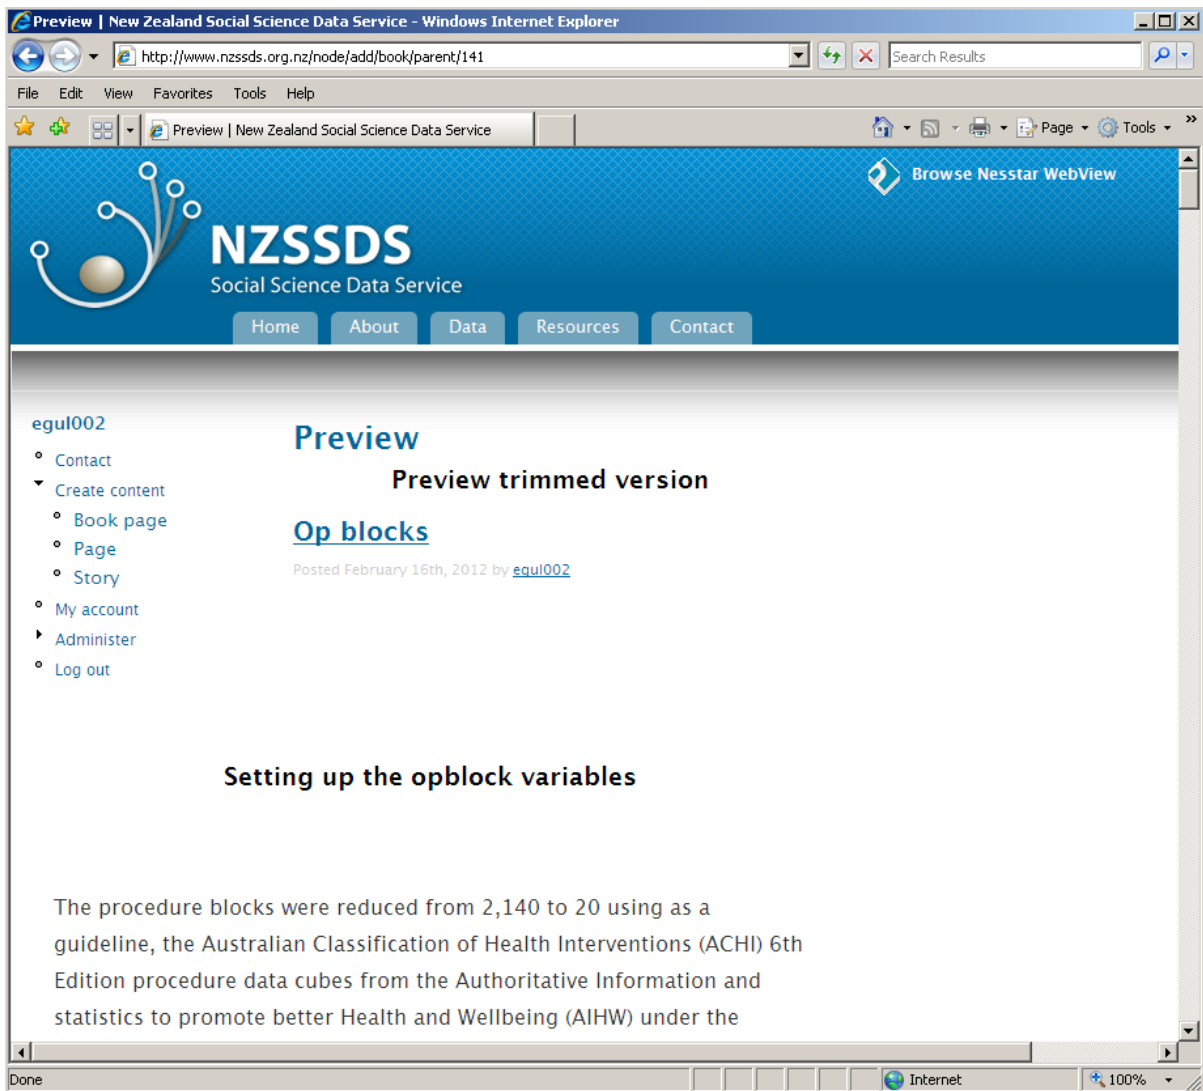 Preview | New Zealand Social Science Data Service - Windows Internet Explorer
http://www.nzssds.org.nz/node/add/book/parent/141
Search Results
File Edit View Favorites Tools Help
Preview | New Zealand Social Science Data Service
Page Tools »
Browse Nesstar WebView
NZSSDS
Social Science Data Service
Home About Data Resources Contact
egul002
Contact
Create content
Book page
Page
Story
My account
Administer
Log out
Preview
Preview trimmed version
Op blocks
Posted February 16th, 2012 by egul002
Setting up the opblock variables
The procedure blocks were reduced from 2,140 to 20 using as a
guideline, the Australian Classification of Health Interventions (ACHI) 6th
Edition procedure data cubes from the Authoritative Information and
statistics to promote better Health and Wellbeing (AIHW) under the
Done
Internet
100%